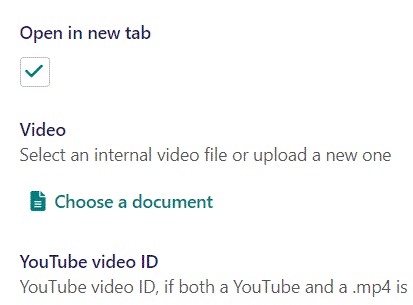 Open in new tab
Video
Select an internal video file or upload a new one
Choose a document
YouTube video ID
YouTube video ID, if both a YouTube and a .mp4 is